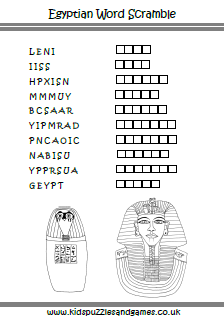 Egyptian Word Scramble
LENI
IISS
HPXISN
MMMUY
BCSAAR
YIPMRAD
PNCAOIC
NABISU
YPPRSUA
GEYPT
www.kidspuzzlesandgames.co.uk